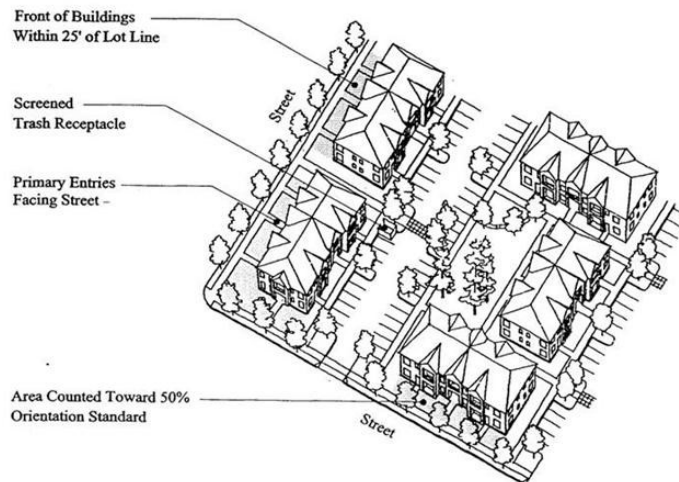 Front of Buildings
Within 25' of Lot Line
Street
Screened
Trash Receptacle
Primary Entries
Facing Street –
Area Counted Toward 50%
Orientation Standard
Street